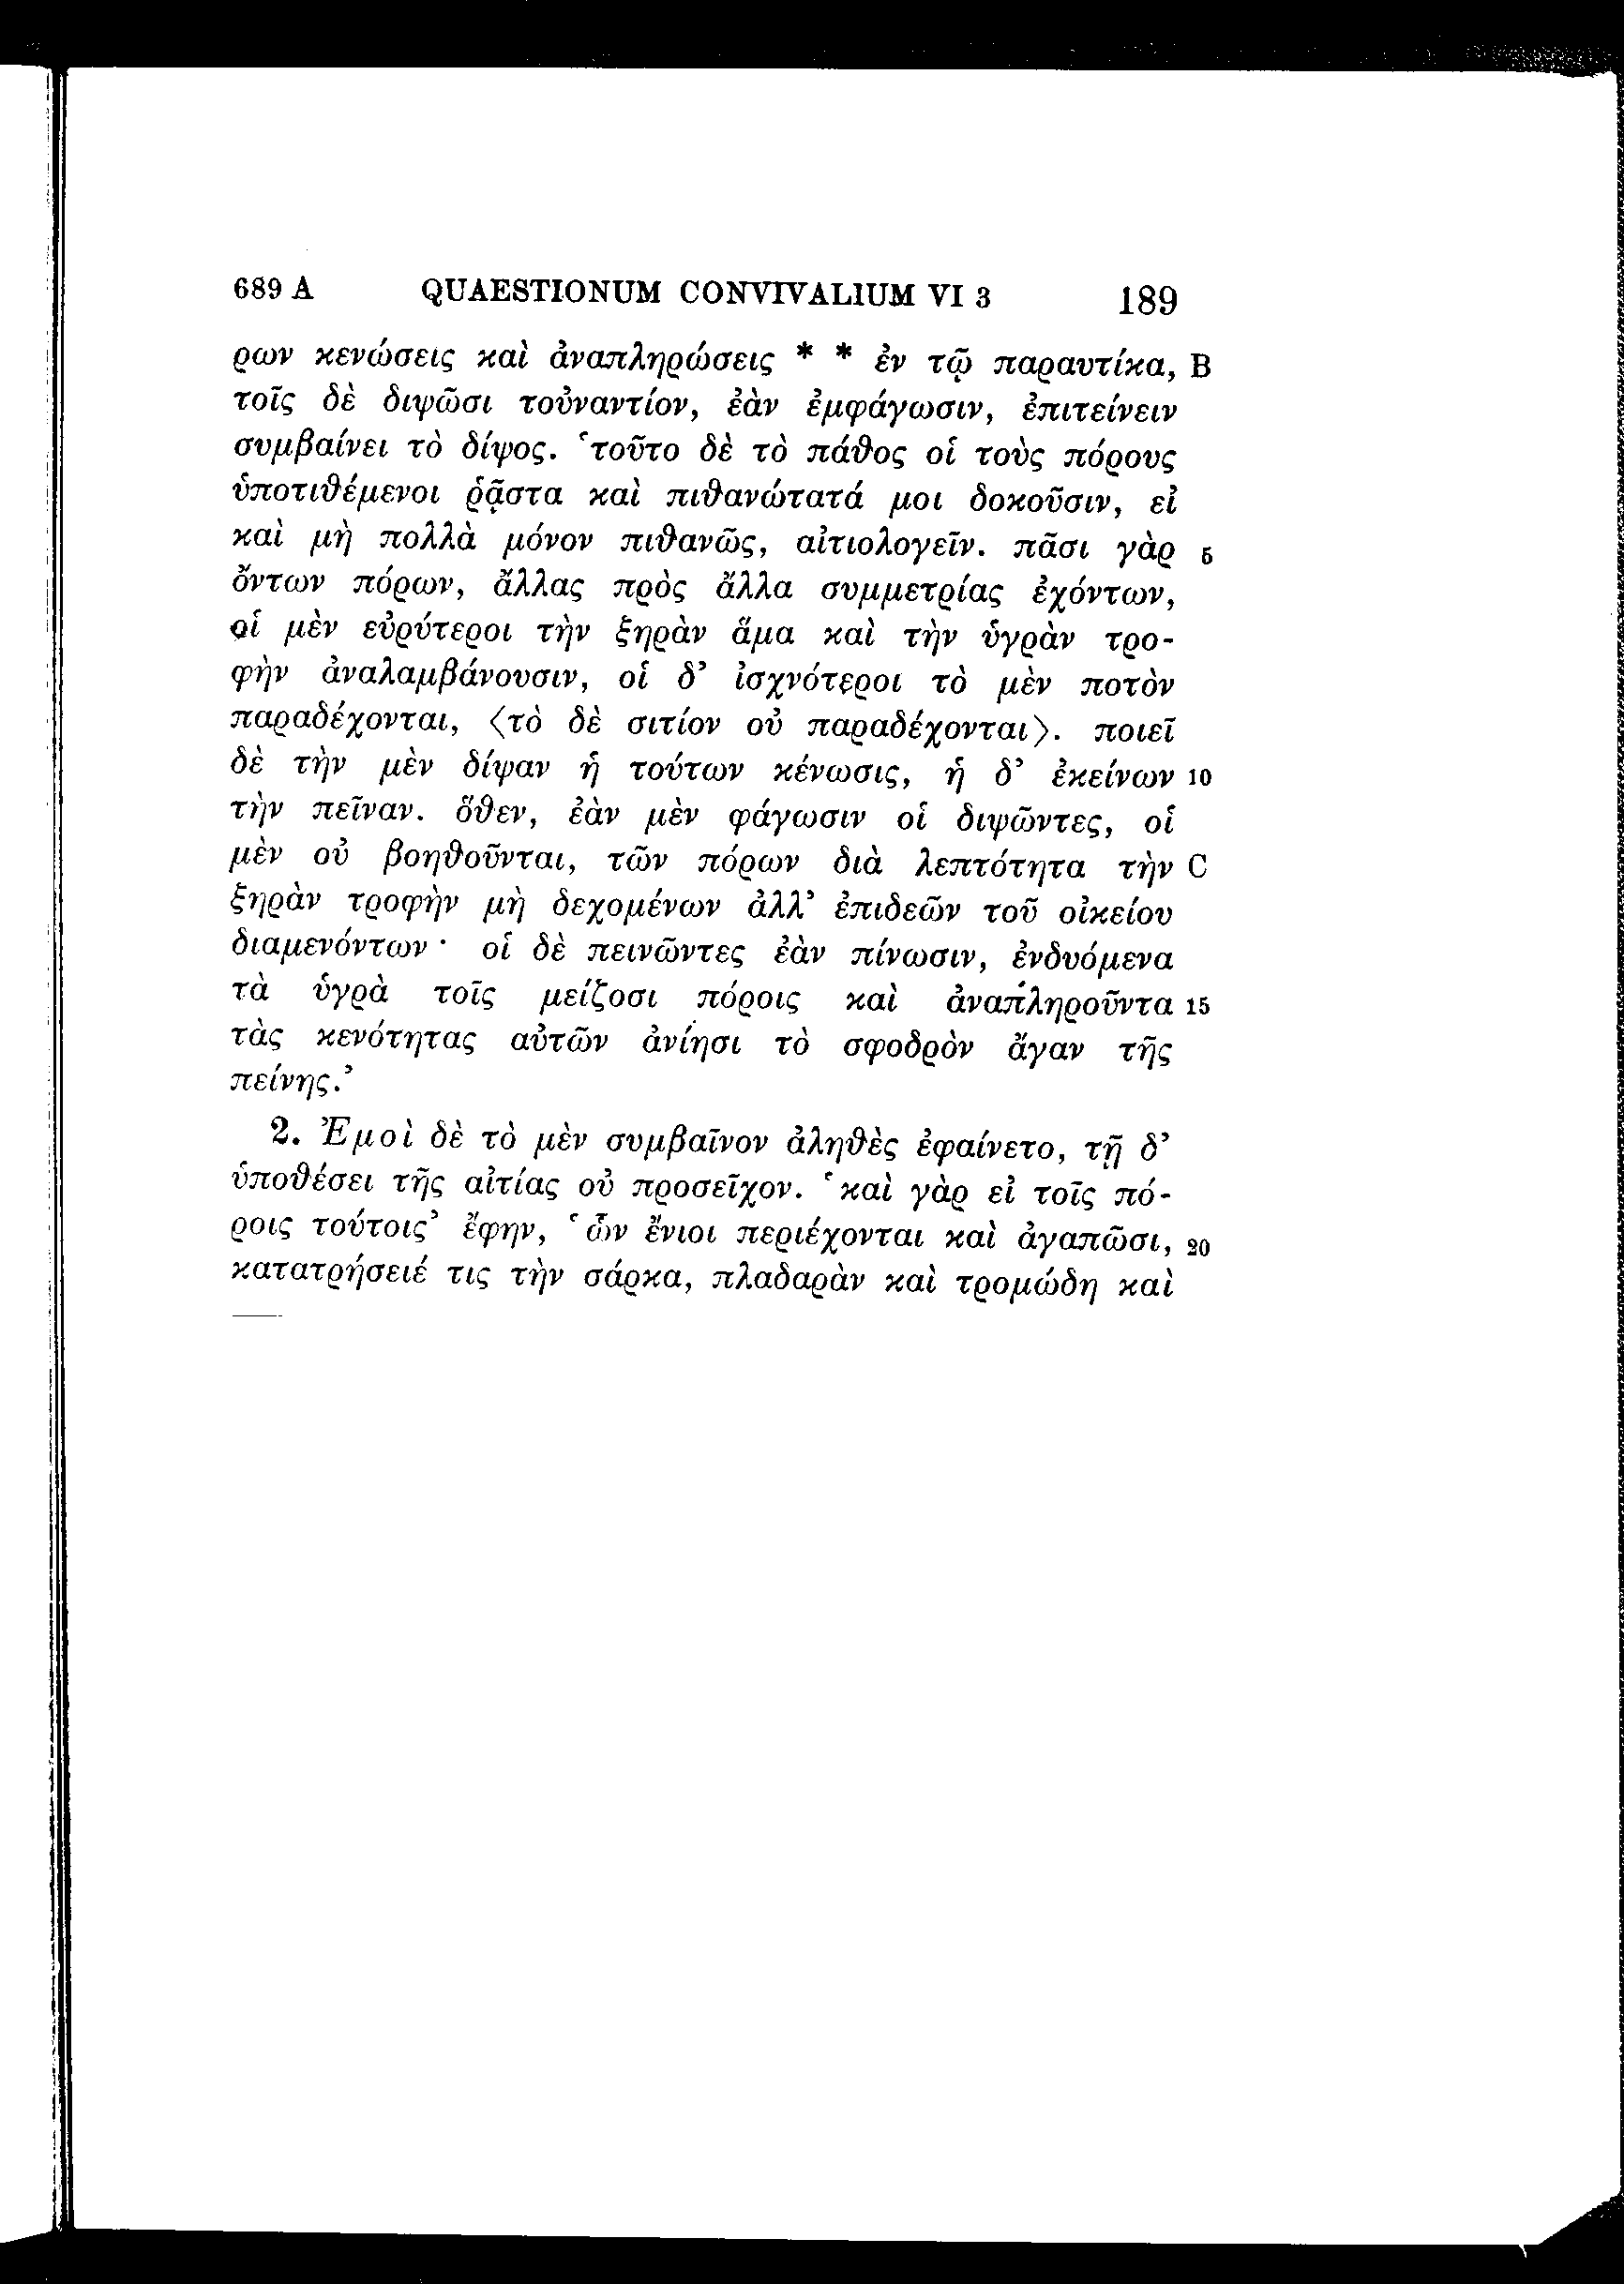 689 A QUAESTIONUM CONVIVALIUM VI 3 189
ρων κενώσεις καὶ ἀναπληρώσεις * * ἐν τῷ παραυτίκα, B
τοῖς δὲ διψῶσι τοὐναντίον, ἐὰν ἐμφάγωσιν, ἐπιτείνειν
συμβαίνει τὸ δίψος. ‘τοῦτο δὲ τὸ πάθος οἱ τοὺς πόρους
ὑποτιθέμενοι ῥᾷστα καὶ πιθανώτατά μοι δοκοῦσιν, εἰ
καὶ μὴ πολλὰ μόνον πιθανῶς, αἰτιολογεῖν. πᾶσι γὰρ 5
ὄντων πόρων, ἄλλας πρὸς ἄλλα συμμετρίας ἐχόντων,
οἱ μὲν εὐρύτεροι τὴν ξηρὰν ἅμα καὶ τὴν ὑγρὰν τρο-
φὴν ἀναλαμβάνουσιν, οἱ δ’ ἰσχνότεροι τὸ μὲν ποτὸν
παραδέχονται, ⟨τὸ δὲ σιτίον οὐ παραδέχονται⟩. ποιεῖ
δὲ τὴν μὲν δίψαν ἡ τούτων κένωσις, ἡ δ’ ἐκείνων 10
τὴν πεῖναν. ὅθεν, ἐὰν μὲν φάγωσιν οἱ διψῶντες, οἱ
μὲν οὐ βοηθοῦνται, τῶν πόρων διὰ λεπτότητα τὴν C
ξηρὰν τροφὴν μὴ δεχομένων ἀλλ’ ἐπιδεῶν τοῦ οἰκείου
διαμενόντων· οἱ δὲ πεινῶντες ἐὰν πίνωσιν, ἐνδυόμενα
τὰ ὑγρὰ τοῖς μείζοσι πόροις καὶ ἀναπληροῦντα 15
τὰς κενότητας αὐτῶν ἀνίησι τὸ σφοδρὸν ἄγαν τῆς
πείνης.’
2. Ἐμοὶ δὲ τὸ μὲν συμβαῖνον ἀληθὲς ἐφαίνετο, τῇ δ’
ὑποθέσει τῆς αἰτίας οὐ προσεῖχον. ‘καὶ γὰρ εἰ τοῖς πό-
ροις τούτοις’ ἔφην, ‘ὧν ἔνιοι περιέχονται καὶ ἀγαπῶσι, 20
κατατρήσειέ τις τὴν σάρκα, πλαδαρὰν καὶ τρομώδη καὶ